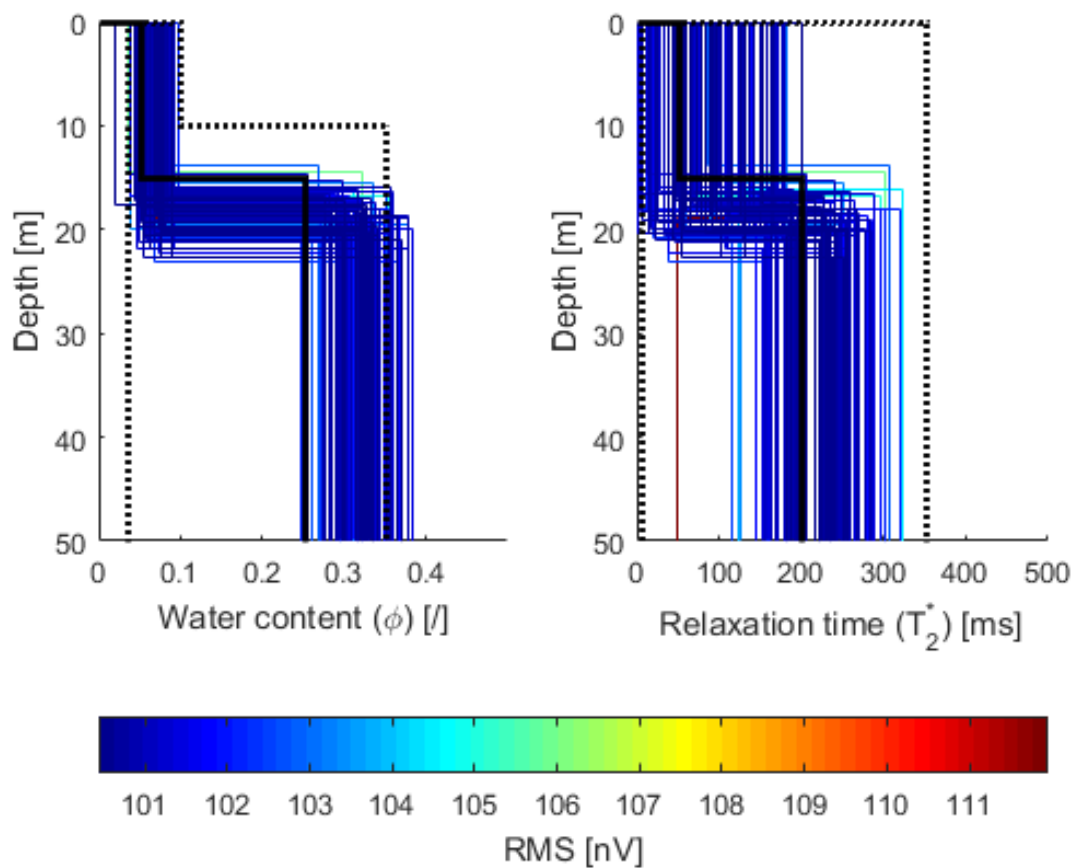 0
10
20
30
40
50
Depth [m]
0 0.1 0.2 0.3 0.4
Water content (ϕ) [/]
0
10
20
30
40
50
Depth [m]
0 100 200 300 400 500
Relaxation time (T₂*) [ms]
101 102 103 104 105 106 107 108 109 110 111
RMS [nV]